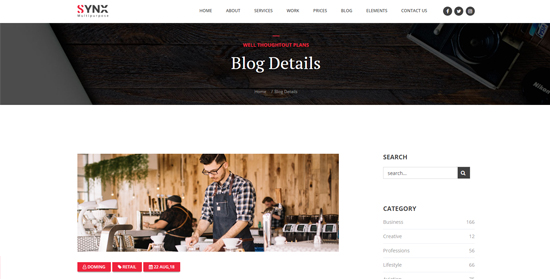 SYNX
Multipurpose
HOME ABOUT SERVICES WORK PRICES BLOG ELEMENTS CONTACT US
WELL THOUGHTOUT PLANS
Blog Details
Home / Blog Details
SEARCH
search...
CATEGORY
Business 166
Creative 12
Professions 56
Lifestyle 66
DOMING RETAIL 22 AUG,18